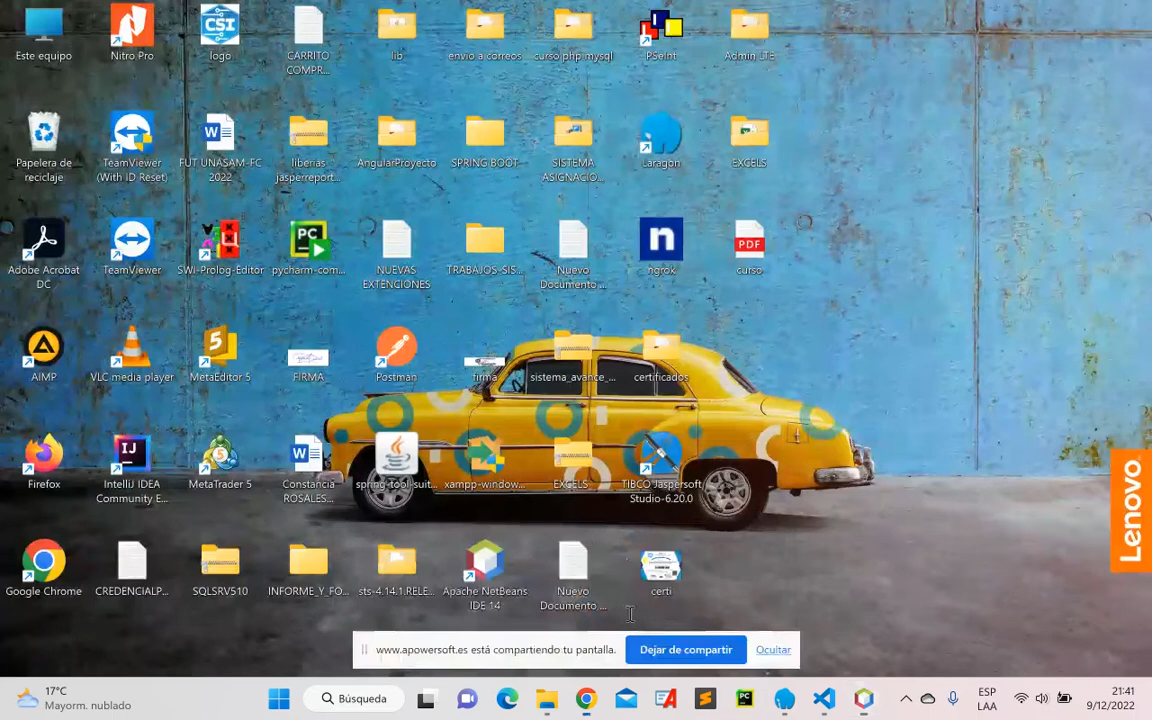 Este equipo
Nitro Pro
CSI
logo
CARRITO
COMPR...
lib
envio a correos
curso php mysql
PSeInt
Admin LTE
Papelera de
reciclaje
TeamViewer
(With ID Reset)
FUT UNASAM-FC
2022
liberias
jasperreport...
AngularProyecto
SPRING BOOT
SISTEMA
ASIGNACIO...
Laragon
EXCELS
Adobe Acrobat
DC
TeamViewer
SWI-Prolog-Editor
PC
pycharm-com...
NUEVAS
EXTENCIONES
TRABAJOS-SIS...
Nuevo
Documento ...
n
ngrok
PDF
curso
AIMP
VLC media player
5
MetaEditor 5
FIRMA
Postman
firma
sistema_avance_...
certificados
Firefox
IJ
IntelliJ IDEA
Community E...
MetaTrader 5
Constancia
ROSALES...
spring-tool-suit...
xampp-window...
EXCELS
TIBCO Jaspersoft
Studio-6.20.0
Lenovo
Google Chrome
CREDENCIALP...
SQLSRV510
INFORME_Y_FO...
sts-4.14.1.RELE...
Apache NetBeans
IDE 14
Nuevo
Documento ...
certi
www.apowersoft.es está compartiendo tu pantalla.
Dejar de compartir
Ocultar
17°C
Mayorm. nublado
Búsqueda
ESP
LAA
21:41
9/12/2022